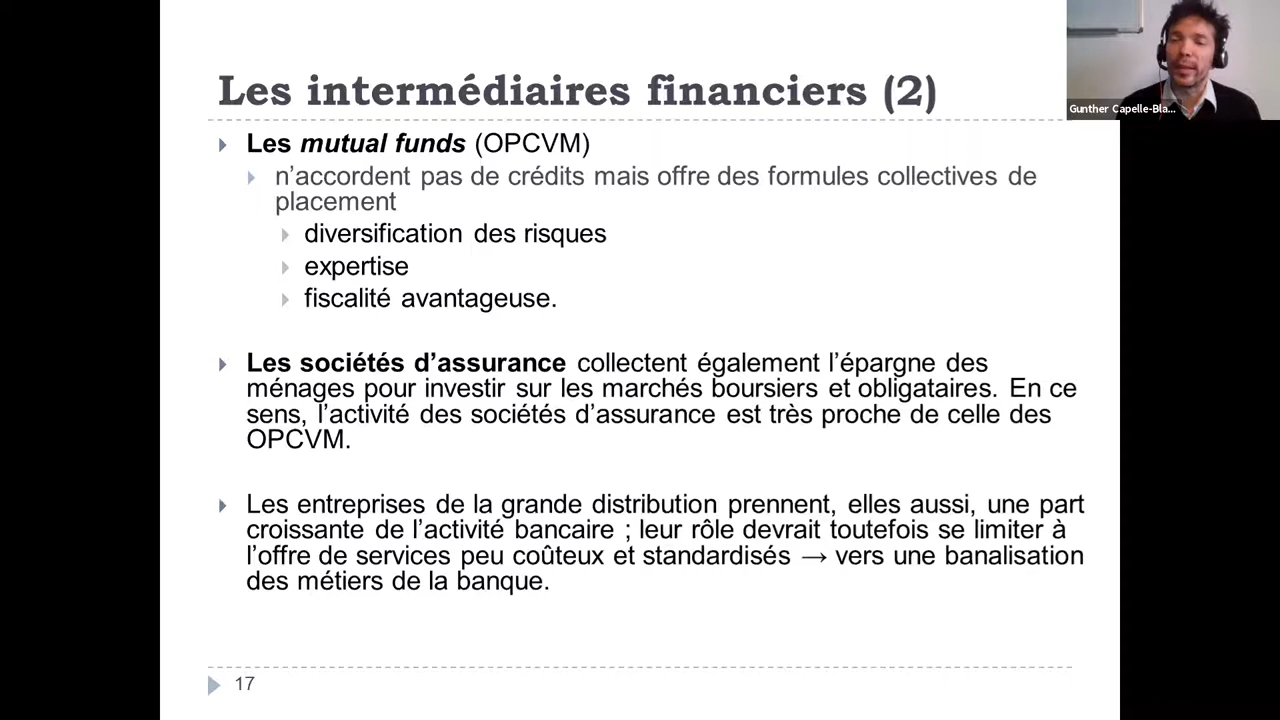 Les intermédiaires financiers (2)
Gunther Capelle-Bla...
Les mutual funds (OPCVM)
n’accordent pas de crédits mais offre des formules collectives de
placement
diversification des risques
expertise
fiscalité avantageuse.
Les sociétés d’assurance collectent également l’épargne des
ménages pour investir sur les marchés boursiers et obligataires. En ce
sens, l’activité des sociétés d’assurance est très proche de celle des
OPCVM.
Les entreprises de la grande distribution prennent, elles aussi, une part
croissante de l’activité bancaire ; leur rôle devrait toutefois se limiter à
l’offre de services peu coûteux et standardisés → vers une banalisation
des métiers de la banque.
17